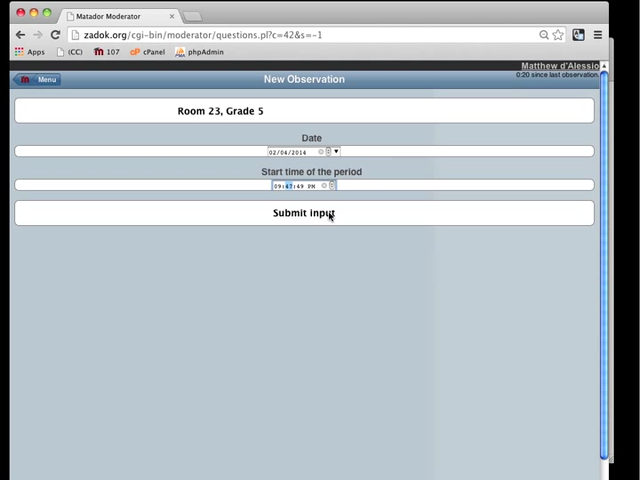 Matador Moderator
zadok.org/cgi-bin/moderator/questions.pl?c=42&s=-1
Apps (CC) 107 cP cPanel phpAdmin
Matthew d'Alessio
0:20 since last observation.
m Menu New Observation
Room 23, Grade 5
Date
02/04/2014
Start time of the period
09:47:49 PM
Submit input